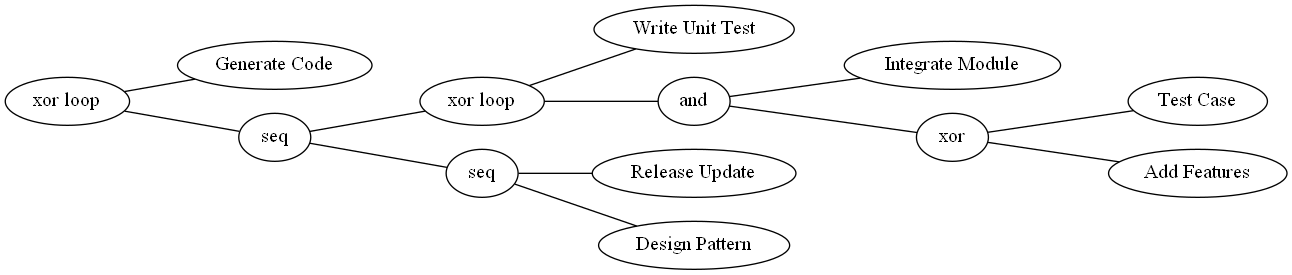 Write Unit Test
Generate Code
Integrate Module
xor loop
xor loop
and
Test Case
seq
xor
seq
Release Update
Add Features
Design Pattern